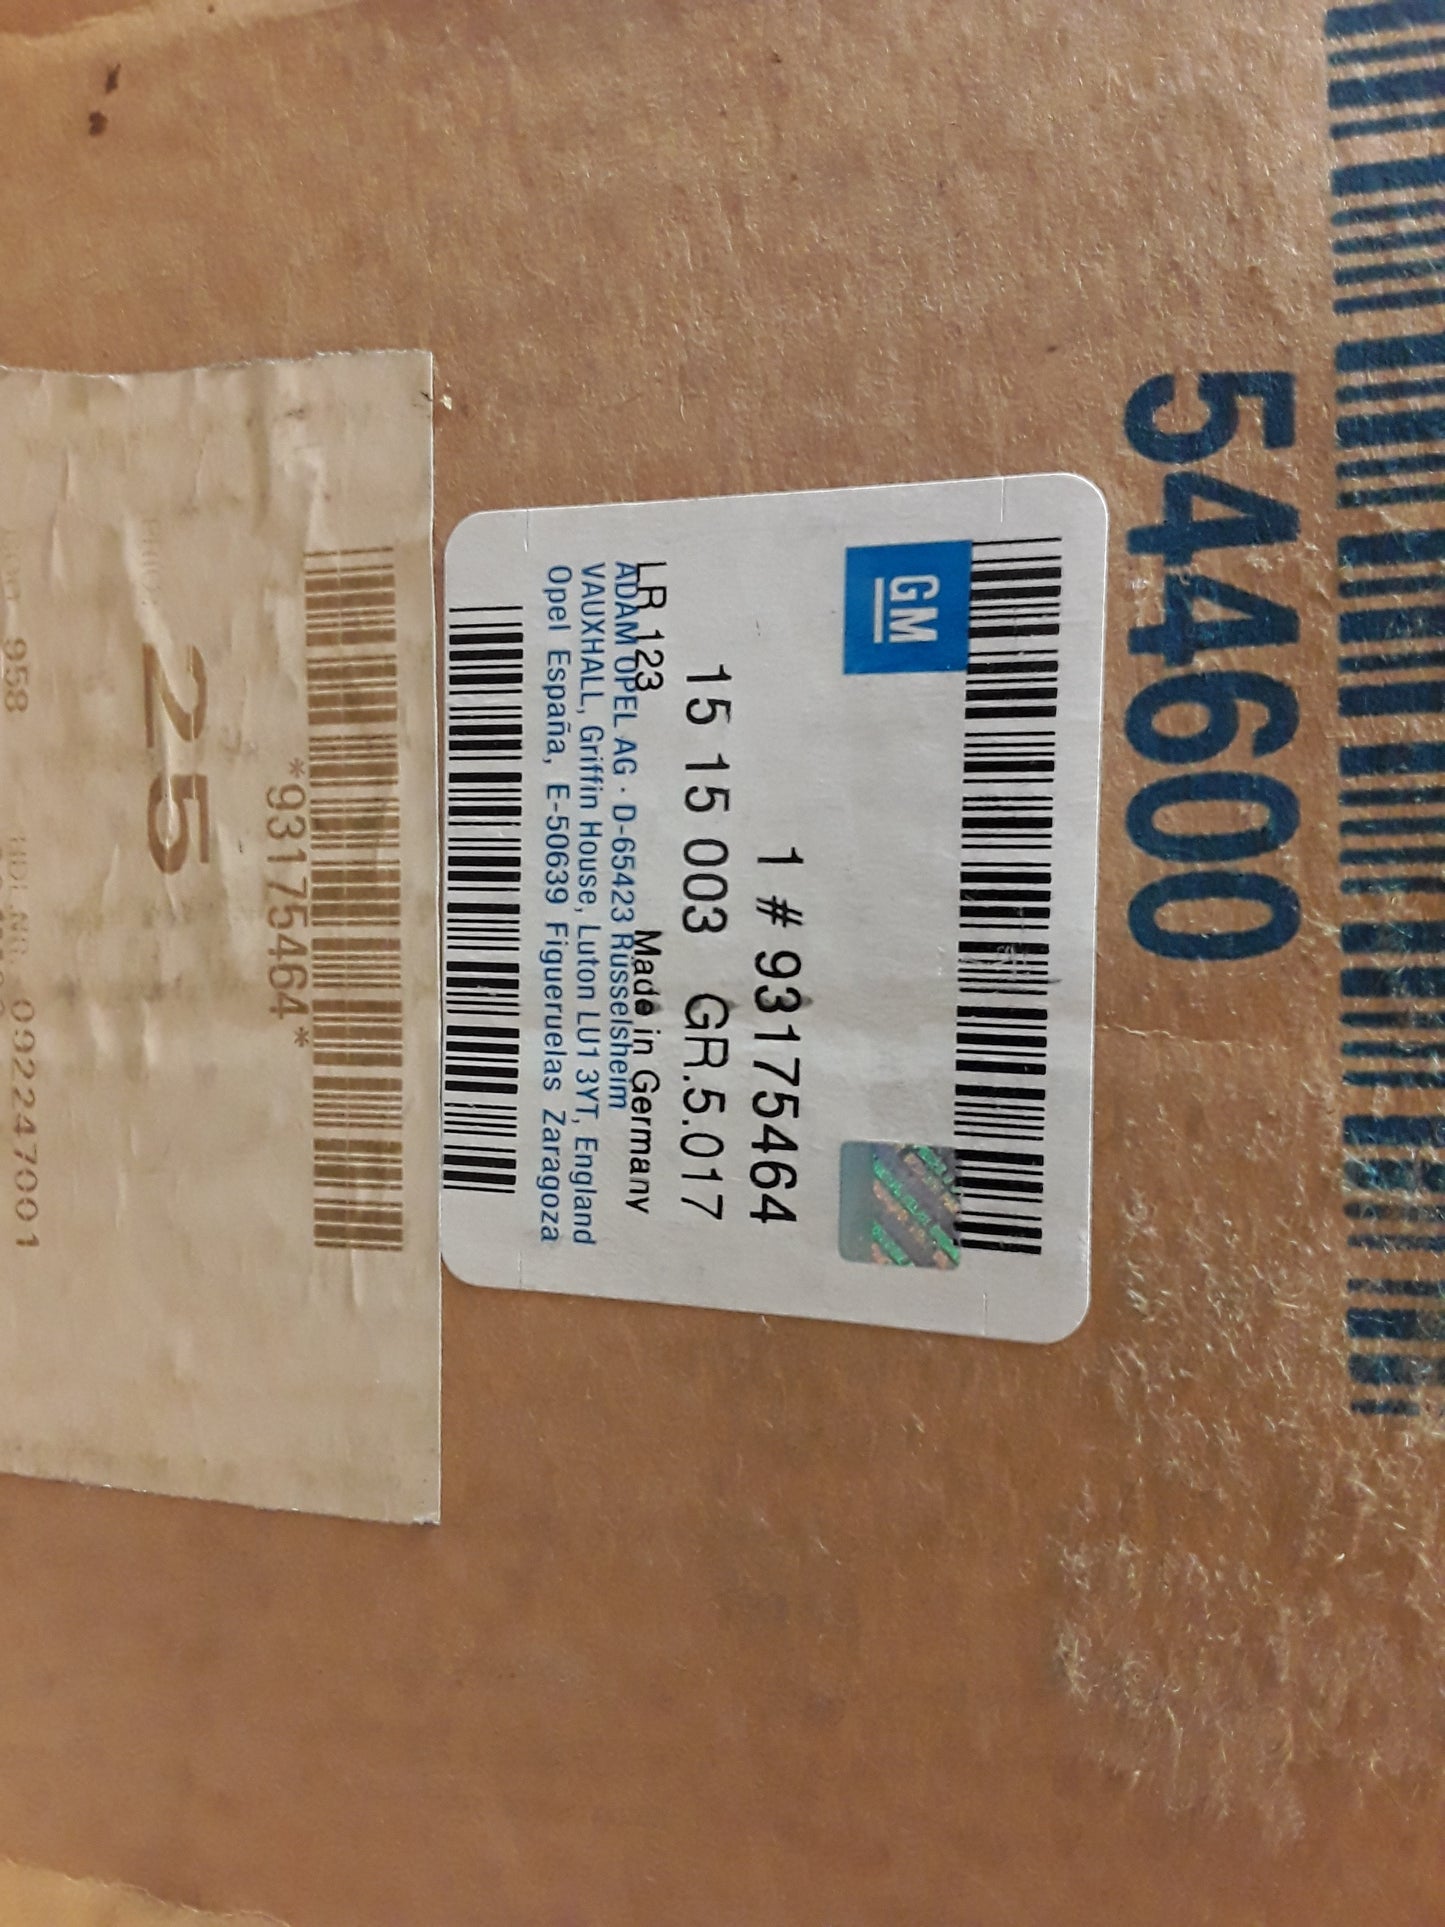 544600
GM
1 # 93175464
15 15 003 GR.5.017
LR 123 Made in Germany
ADAM OPEL AG · D-65423 Rüsselsheim
VAUXHALL, Griffin House, Luton LU1 3YT, England
Opel España, E-50639 Figueruelas Zaragoza
*93175464*
25
958 0922447001